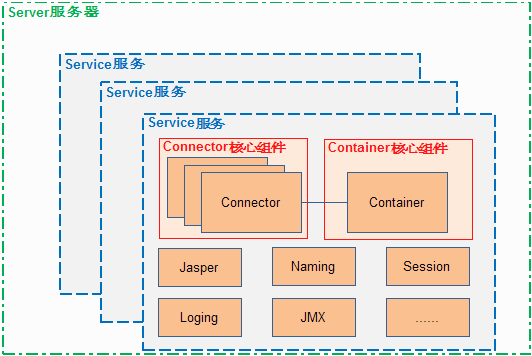 Server服务器
Service服务
Service服务
Service服务
Connector核心组件
Container核心组件
Connector
Container
Jasper
Naming
Session
Loging
JMX
......